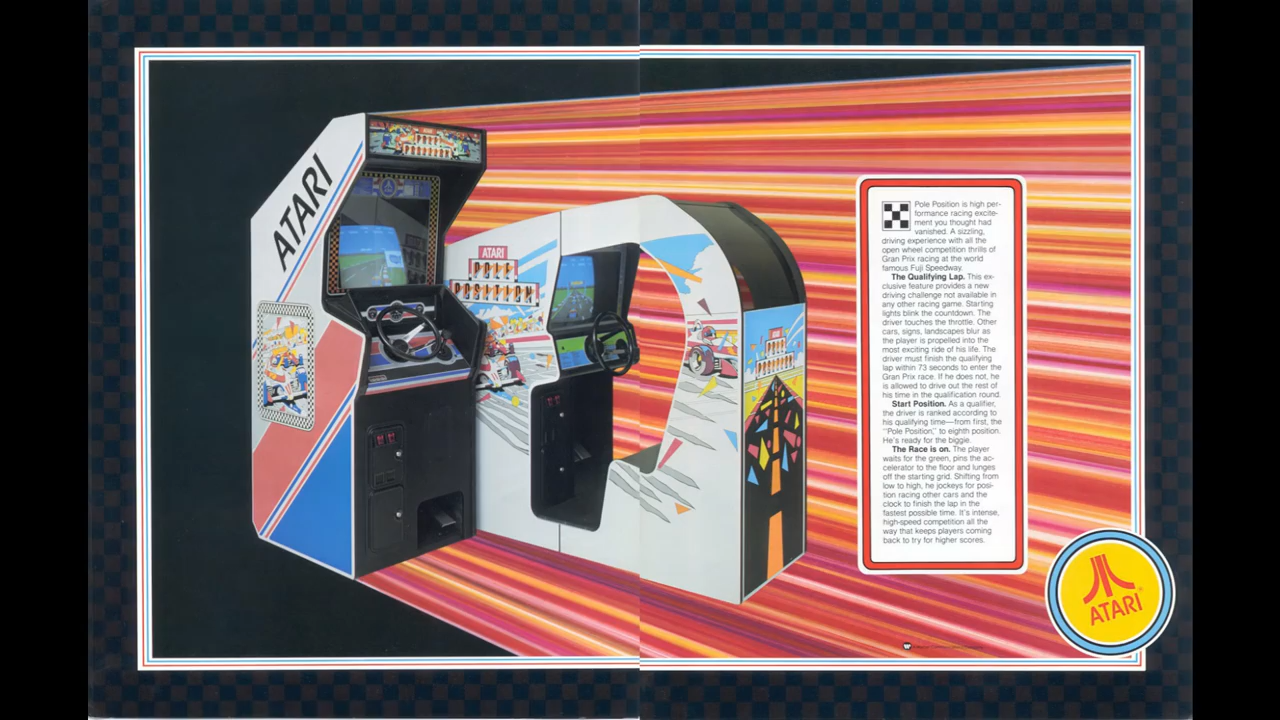 ATARI
POLE
POSITION
ATARI
POLE
POSITION
Pole Position is high per-
formance racing excite-
ment you thought had
vanished. A sizzling,
driving experience with all the
open wheel competition thrills of
Gran Prix racing at the world
famous Fuji Speedway.
The Qualifying Lap. This ex-
clusive feature provides a new
driving challenge not available in
any other racing game. Starting
lights blink the countdown. The
driver touches the throttle. Other
cars, signs, landscapes blur as
the player is propelled into the
most exciting ride of his life. The
driver must finish the qualifying
lap within 73 seconds to enter the
Gran Prix race. If he does not, he
is allowed to drive out the rest of
his time in the qualification round.
Start Position. As a qualifier,
the driver is ranked according to
his qualifying time—from first, the
"Pole Position," to eighth position.
He's ready for the biggie.
The Race is on. The player
waits for the green, pins the ac-
celerator to the floor and lunges
off the starting grid. Shifting from
low to high, he jockeys for posi-
tion racing other cars and the
clock to finish the lap in the
fastest possible time. It's intense,
high-speed competition all the
way that keeps players coming
back to try for higher scores.
ATARI